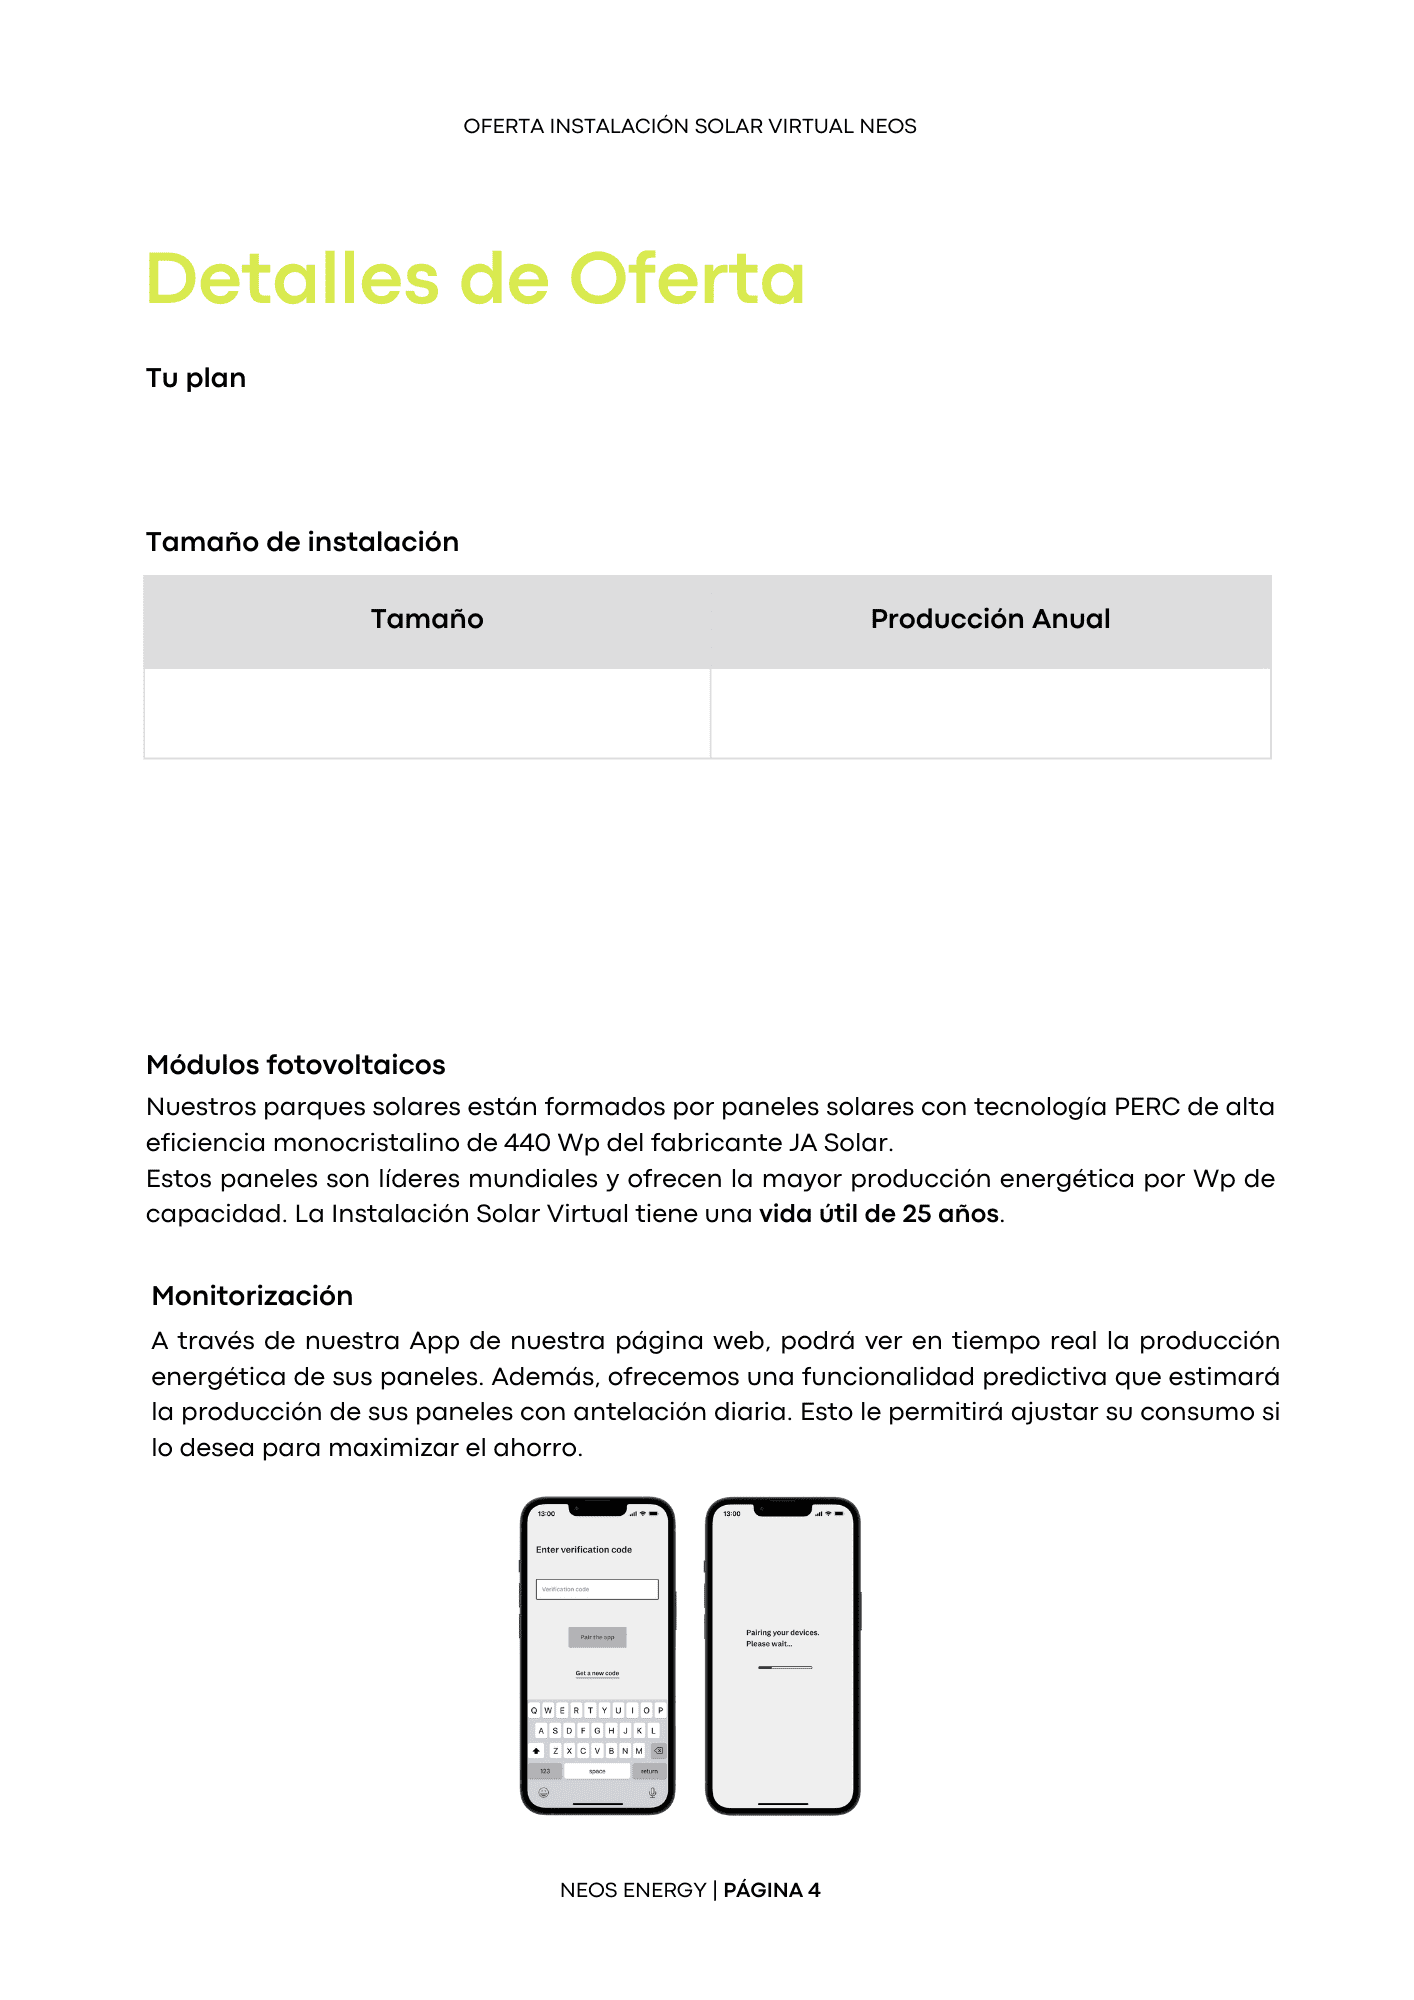 OFERTA INSTALACIÓN SOLAR VIRTUAL NEOS
Detalles de Oferta
Tu plan
Tamaño de instalación
Tamaño
Producción Anual
Módulos fotovoltaicos
Nuestros parques solares están formados por paneles solares con tecnología PERC de alta
eficiencia monocristalino de 440 Wp del fabricante JA Solar.
Estos paneles son líderes mundiales y ofrecen la mayor producción energética por Wp de
capacidad. La Instalación Solar Virtual tiene una vida útil de 25 años.
Monitorización
A través de nuestra App de nuestra página web, podrá ver en tiempo real la producción
energética de sus paneles. Además, ofrecemos una funcionalidad predictiva que estimará
la producción de sus paneles con antelación diaria. Esto le permitirá ajustar su consumo si
lo desea para maximizar el ahorro.
13:00
Enter verification code
Verification code
Pair the app
Get a new code
Q W E R T Y U I O P
A S D F G H J K L
Z X C V B N M
123 space return
13:00
Pairing your devices.
Please wait...
NEOS ENERGY | PÁGINA 4